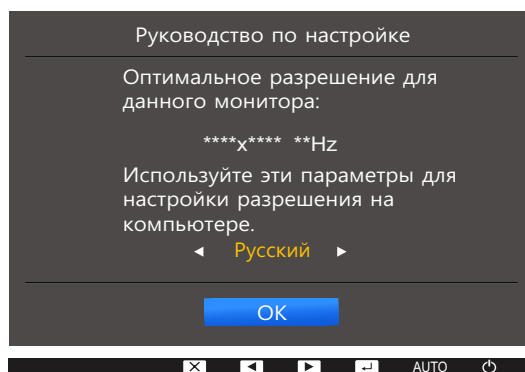 Руководство по настройке
Оптимальное разрешение для
данного монитора:
****x**** **Hz
Используйте эти параметры для
настройки разрешения на
компьютере.
Русский
OK
AUTO